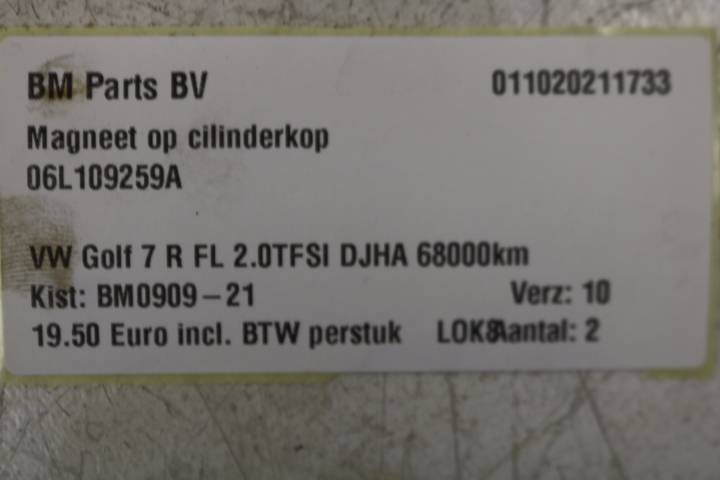 BM Parts BV 011020211733
Magneet op cilinderkop
06L109259A
VW Golf 7 R FL 2.0TFSI DJHA 68000km
Kist: BM0909-21 Verz: 10
19.50 Euro incl. BTW perstuk LOK8 Aantal: 2